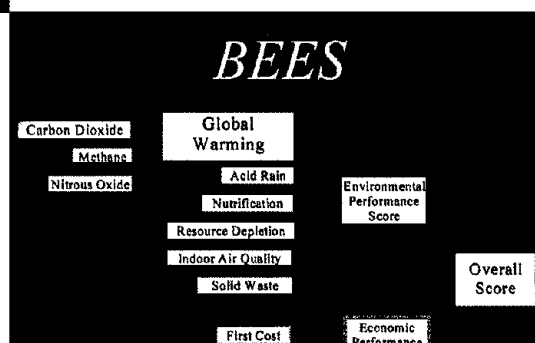 BEES
Carbon Dioxide
Methane
Nitrous Oxide
Global
Warming
Acid Rain
Nutrification
Resource Depletion
Indoor Air Quality
Solid Waste
First Cost
Environmental
Performance
Score
Economic
Performance
Overall
Score